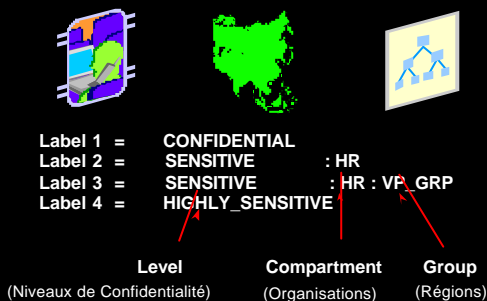 Label 1 = CONFIDENTIAL
Label 2 = SENSITIVE : HR
Label 3 = SENSITIVE : HR : VP_GRP
Label 4 = HIGHLY_SENSITIVE
Level Compartment Group
(Niveaux de Confidentialité) (Organisations) (Régions)